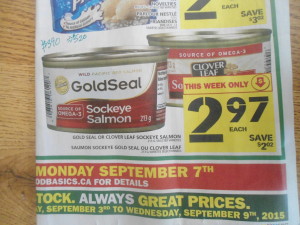 2
EACH
SAVE
$3
NESTLE
WILD PACIFIC
GoldSeal
SOURCE OF
OMEGA-3
Sockeye
Salmon
213 g
SOURCE OF OMEGA-3
CLOVER
LEAF
So
THIS WEEK ONLY
2.97
EACH
SAVE
$2
GOLD SEAL OR CLOVER LEAF SOCKEYE SALMON
SAUMON SOCKEYE GOLD SEAL OU CLOVER LEAF
MONDAY SEPTEMBER 7TH
ODBASICS.CA FOR DETAILS
TOCK. ALWAYS GREAT PRICES.
Y, SEPTEMBER 3RD TO WEDNESDAY, SEPTEMBER 9TH, 2015